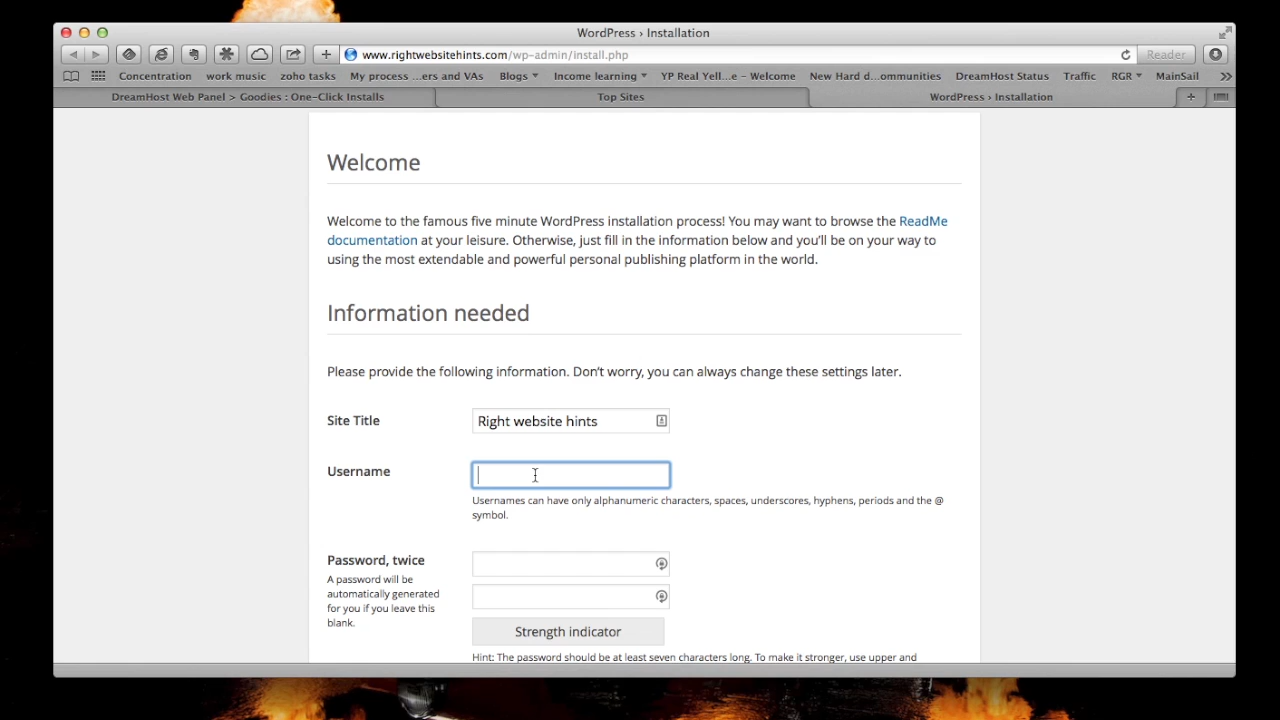 WordPress › Installation
www.rightwebsitehints.com/wp-admin/install.php
Reader
Concentration work music zoho tasks My process ...ers and VAs Blogs Income learning YP Real Yell...e – Welcome New Hard d...ommunities DreamHost Status Traffic RGR MainSail
DreamHost Web Panel > Goodies : One-Click Installs Top Sites WordPress › Installation
Welcome
Welcome to the famous five minute WordPress installation process! You may want to browse the ReadMe
documentation at your leisure. Otherwise, just fill in the information below and you'll be on your way to
using the most extendable and powerful personal publishing platform in the world.
Information needed
Please provide the following information. Don't worry, you can always change these settings later.
Site Title Right website hints
Username
Usernames can have only alphanumeric characters, spaces, underscores, hyphens, periods and the @
symbol.
Password, twice
A password will be
automatically generated
for you if you leave this
blank.
Strength indicator
Hint: The password should be at least seven characters long. To make it stronger, use upper and